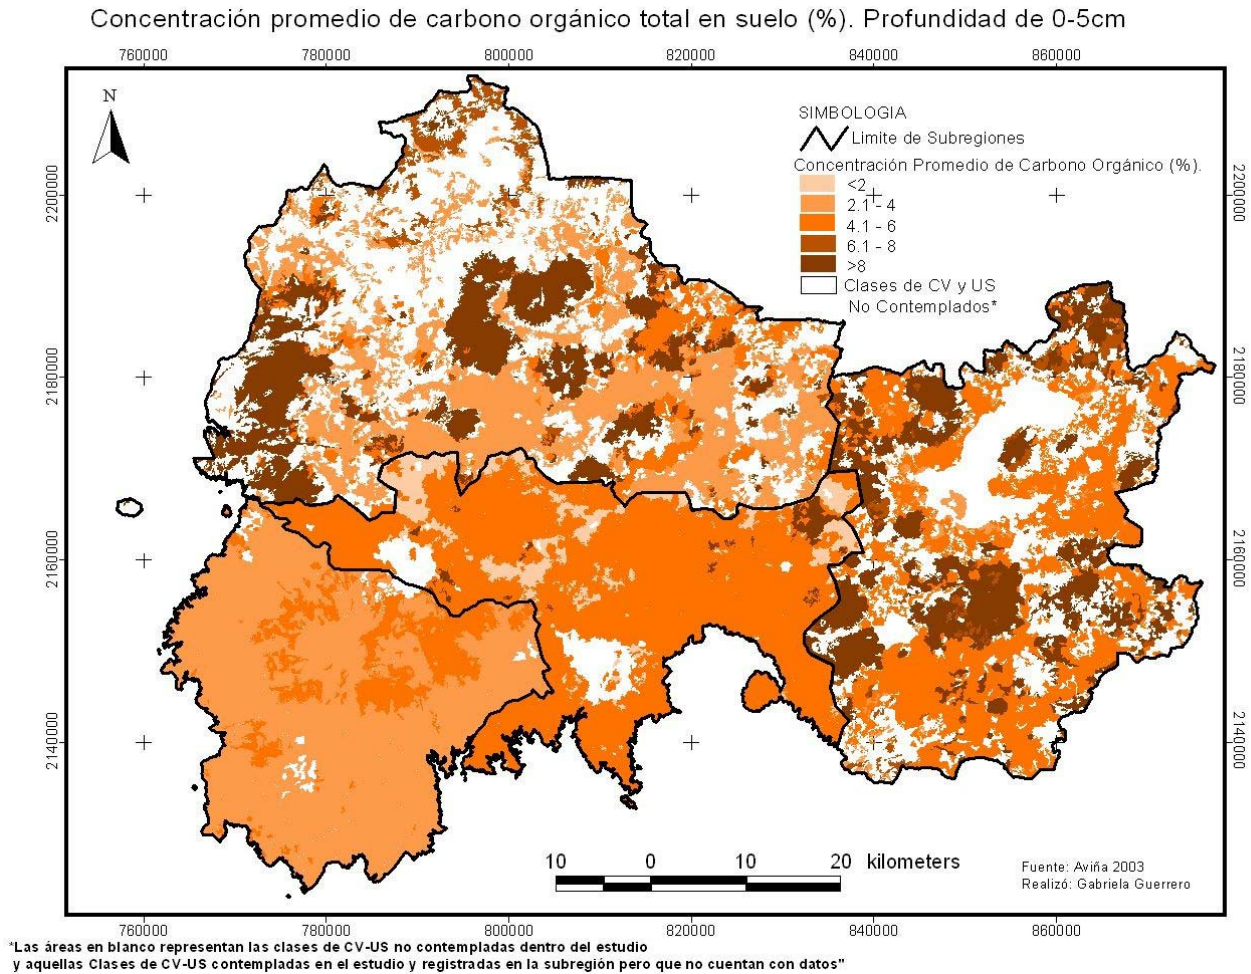 Concentración promedio de carbono orgánico total en suelo (%). Profundidad de 0-5cm
760000 780000 800000 820000 840000 860000
N
SIMBOLOGIA
Limite de Subregiones
Concentración Promedio de Carbono Orgánico (%).
<2
2.1 - 4
4.1 - 6
6.1 - 8
>8
Clases de CV y US
No Contemplados*
2200000 2200000
2180000 2180000
2160000 2160000
2140000 2140000
10 0 10 20 kilometers
Fuente: Aviña 2003
Realizó: Gabriela Guerrero
760000 780000 800000 820000 840000 860000
*Las áreas en blanco representan las clases de CV-US no contempladas dentro del estudio
y aquellas Clases de CV-US contempladas en el estudio y registradas en la subregión pero que no cuentan con datos"